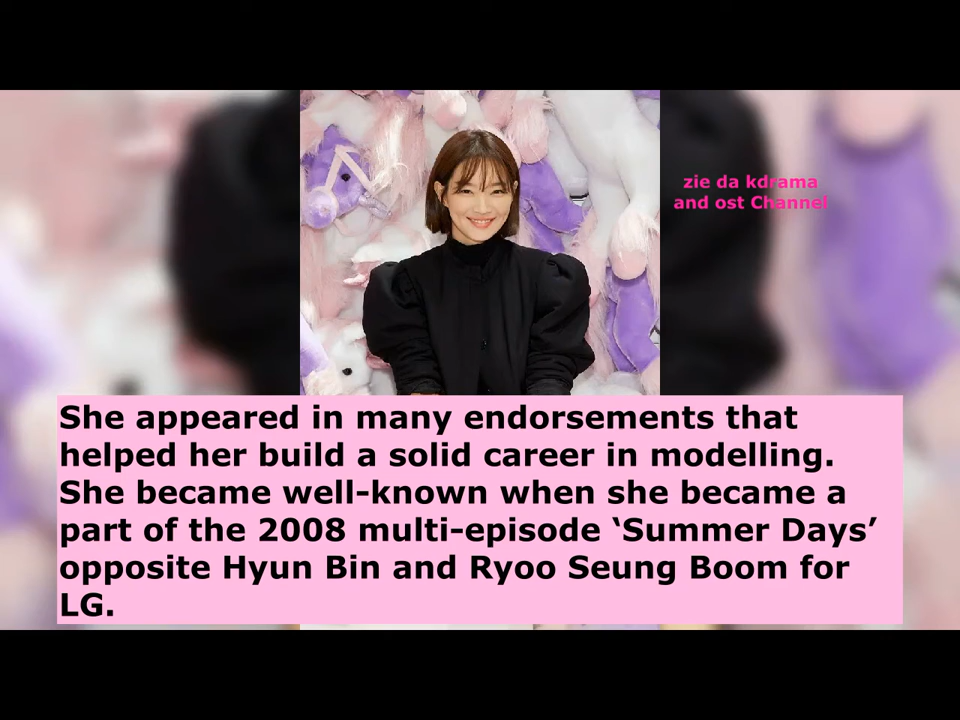 zie da kdrama
and ost Channel
She appeared in many endorsements that
helped her build a solid career in modelling.
She became well-known when she became a
part of the 2008 multi-episode ‘Summer Days’
opposite Hyun Bin and Ryoo Seung Boom for
LG.